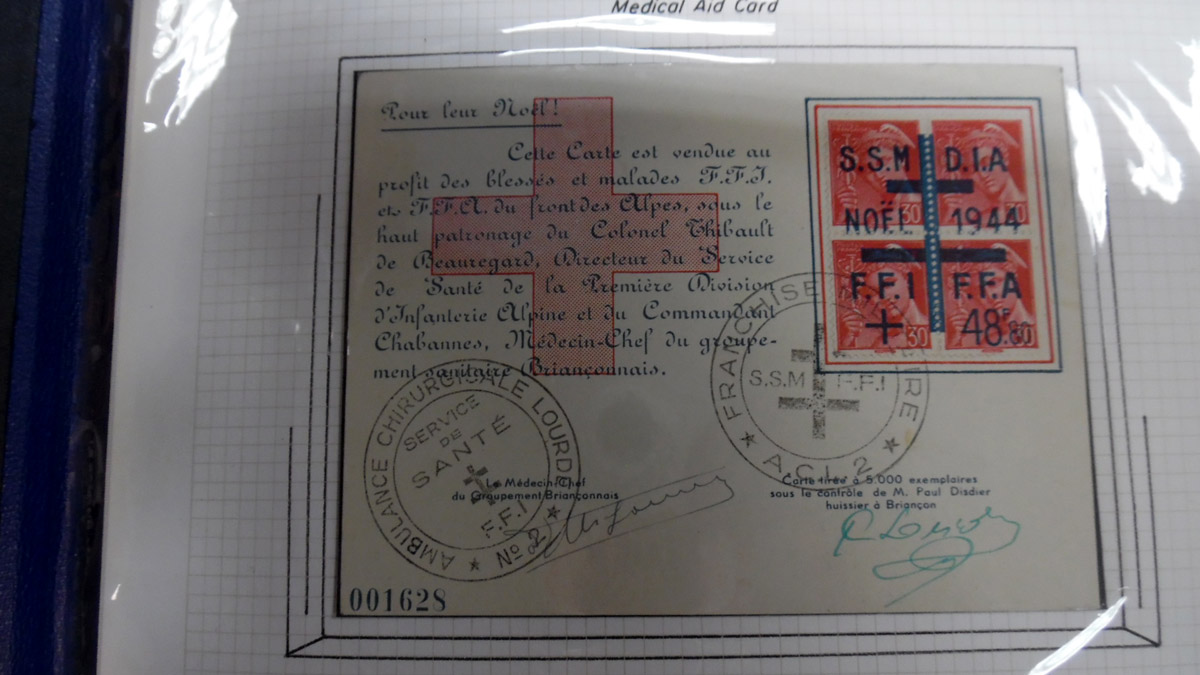 Medical Aid Card
Pour leur Noël!
Cette Carte est vendue au
profit des blessés et malades F.F.I.
et F.F.A. du front des Alpes, sous le
haut patronage du Colonel Thibault
de Beauregard, Directeur du Service
de Santé de la Première Division
d'Infanterie Alpine et du Commandant
Chabannes, Médecin-Chef du groupe-
ment sanitaire Briançonnais.
S.S.M D.I.A
NOËL 1944
F.F.I F.F.A
+ 48F.80
30
30
FRANCHISE MILITAIRE
S.S.M F.F.I
★ A.C.L.2 ★
AMBULANCE CHIRURGICALE LOURDE
★ No 2 ★
SERVICE
DE
SANTÉ
F.F.I
Le Médecin-Chef
du Groupement Briançonnais
Carte tirée à 5.000 exemplaires
sous le contrôle de M. Paul Disdier
huissier à Briançon
001628